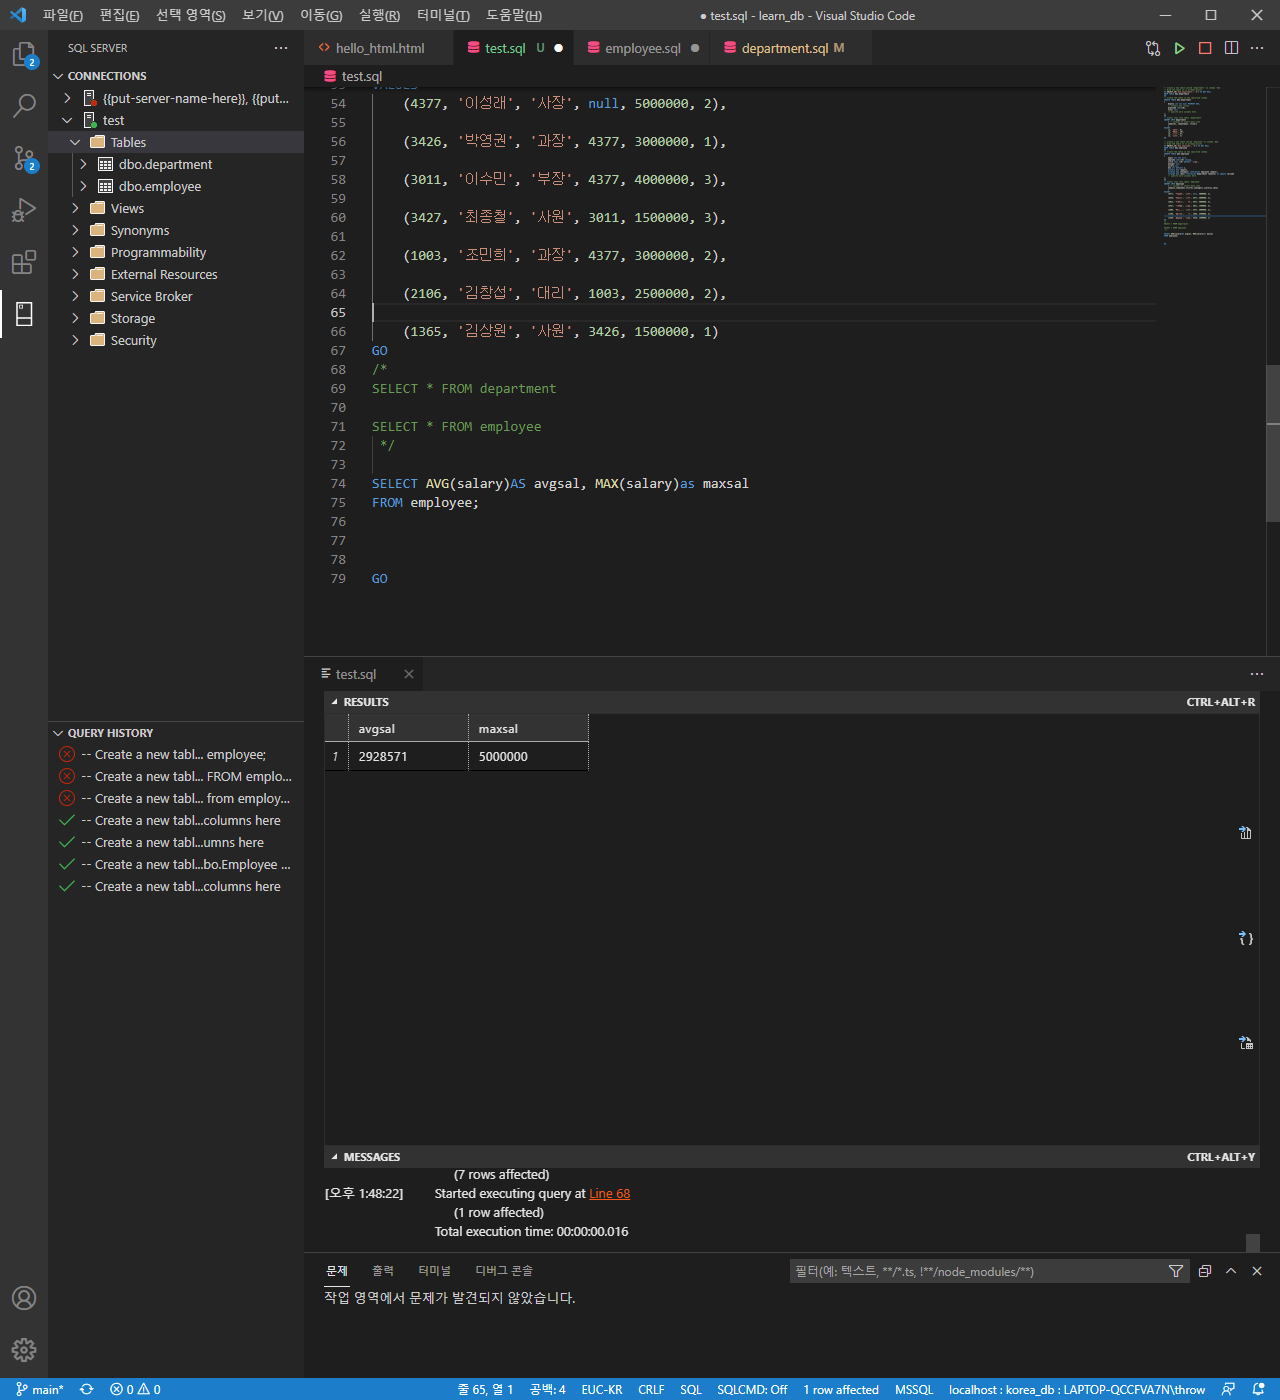 파일(F) 편집(E) 선택 영역(S) 보기(V) 이동(G) 실행(R) 터미널(T) 도움말(H) ● test.sql - learn_db - Visual Studio Code
SQL SERVER ···
CONNECTIONS
{{put-server-name-here}}, {{put...
test
Tables
dbo.department
dbo.employee
Views
Synonyms
Programmability
External Resources
Service Broker
Storage
Security
QUERY HISTORY
-- Create a new tabl... employee;
-- Create a new tabl... FROM emplo...
-- Create a new tabl... from employ...
-- Create a new tabl...columns here
-- Create a new tabl...umns here
-- Create a new tabl...bo.Employee ...
-- Create a new tabl...columns here
2
2
hello_html.html test.sql U ● employee.sql ● department.sql M
test.sql
53 VALUES
54 (4377, '이성래', '사장', null, 5000000, 2),
55
56 (3426, '박영권', '과장', 4377, 3000000, 1),
57
58 (3011, '이수민', '부장', 4377, 4000000, 3),
59
60 (3427, '최종철', '사원', 3011, 1500000, 3),
61
62 (1003, '조민희', '과장', 4377, 3000000, 2),
63
64 (2106, '김창섭', '대리', 1003, 2500000, 2),
65
66 (1365, '김상원', '사원', 3426, 1500000, 1)
67 GO
68 /*
69 SELECT * FROM department
70
71 SELECT * FROM employee
72 */
73
74 SELECT AVG(salary)AS avgsal, MAX(salary)as maxsal
75 FROM employee;
76
77
78
79 GO
test.sql
RESULTS CTRL+ALT+R
avgsal maxsal
1 2928571 5000000
MESSAGES CTRL+ALT+Y
(7 rows affected)
[오후 1:48:22] Started executing query at Line 68
(1 row affected)
Total execution time: 00:00:00.016
문제 출력 터미널 디버그 콘솔 필터(예: 텍스트, **/*.ts, !**/node_modules/**)
작업 영역에서 문제가 발견되지 않았습니다.
main* 0 0 줄 65, 열 1 공백: 4 EUC-KR CRLF SQL SQLCMD: Off 1 row affected MSSQL localhost : korea_db : LAPTOP-QCCFVA7N\throw